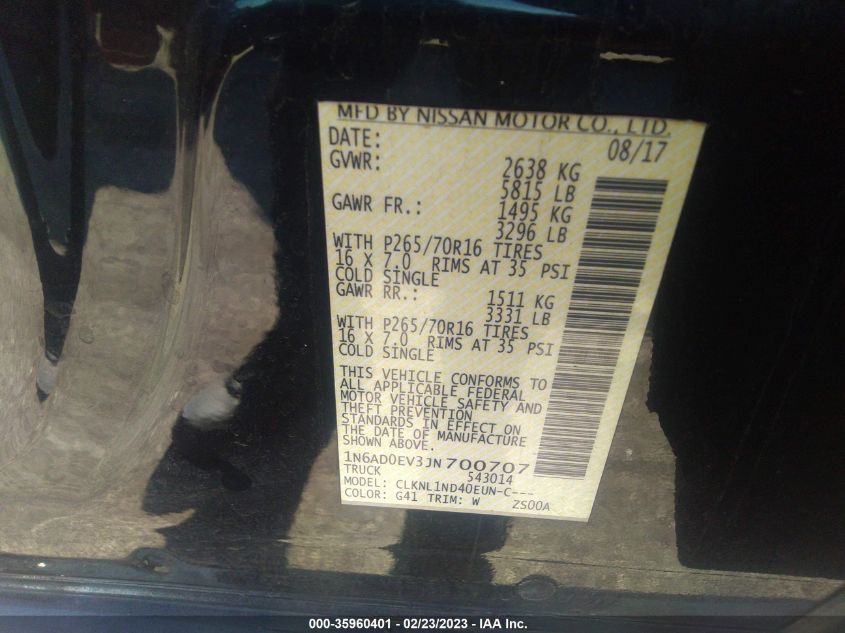 MFD BY NISSAN MOTOR CO., LTD.
DATE: 08/17
GVWR: 2638 KG
5815 LB
GAWR FR.: 1495 KG
3296 LB
WITH P265/70R16 TIRES
16 X 7.0 RIMS AT 35 PSI
COLD SINGLE
GAWR RR.: 1511 KG
3331 LB
WITH P265/70R16 TIRES
16 X 7.0 RIMS AT 35 PSI
COLD SINGLE
THIS VEHICLE CONFORMS TO
ALL APPLICABLE FEDERAL
MOTOR VEHICLE SAFETY AND
THEFT PREVENTION
STANDARDS IN EFFECT ON
THE DATE OF MANUFACTURE
SHOWN ABOVE.
1N6AD0EV3JN700707
TRUCK 543014
MODEL: CLKNL1ND40EUN-C---
COLOR: G41 TRIM: W ZS00A
000-35960401 - 02/23/2023 - IAA Inc.